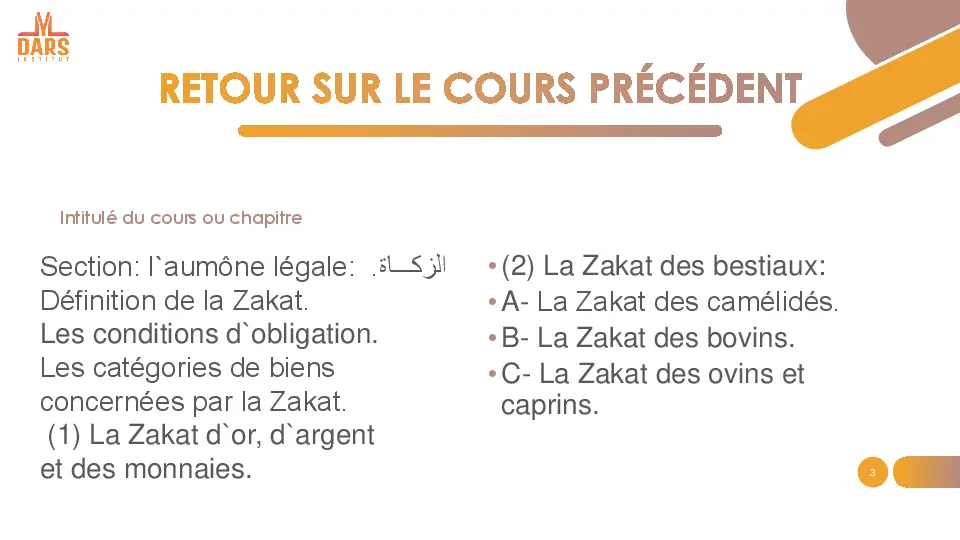 DARS
INSTITUT
RETOUR SUR LE COURS PRÉCÉDENT
Intitulé du cours ou chapitre
Section: l`aumône légale: الزكـــاة.
Définition de la Zakat.
Les conditions d`obligation.
Les catégories de biens
concernées par la Zakat.
(1) La Zakat d`or, d`argent
et des monnaies.
•(2) La Zakat des bestiaux:
•A- La Zakat des camélidés.
•B- La Zakat des bovins.
•C- La Zakat des ovins et
caprins.
3